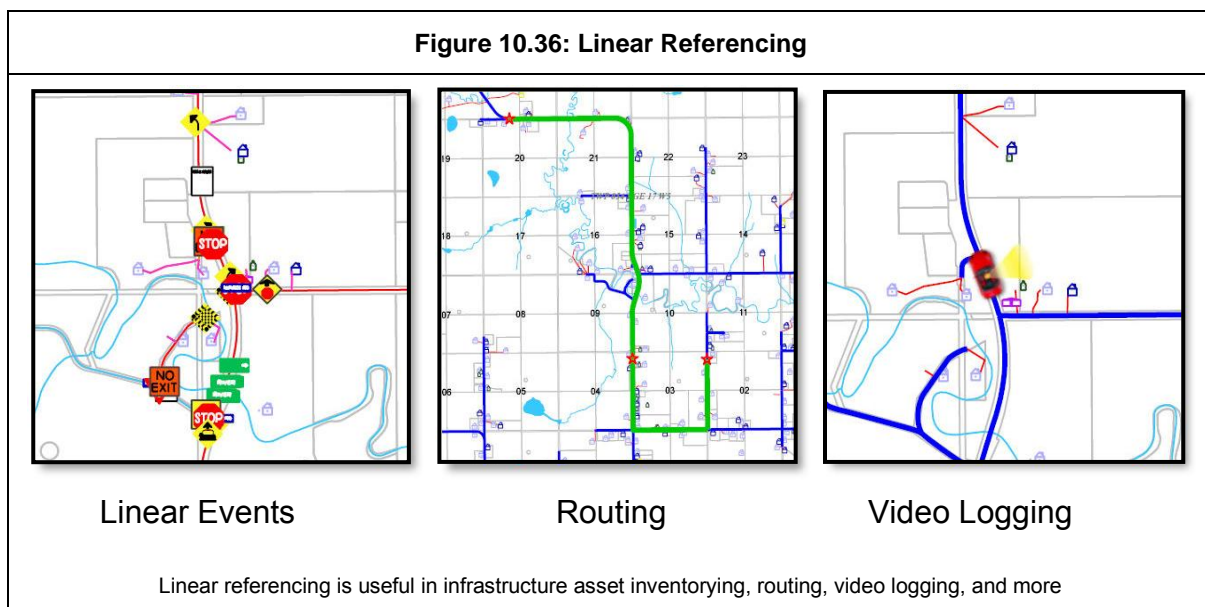 Figure 10.36: Linear Referencing
STOP
NO
EXIT
STOP
20
21
22
23
19
17
16
15
14
18
07
08
09
10
11
06
05
04
03
02
Linear Events
Routing
Video Logging
Linear referencing is useful in infrastructure asset inventorying, routing, video logging, and more